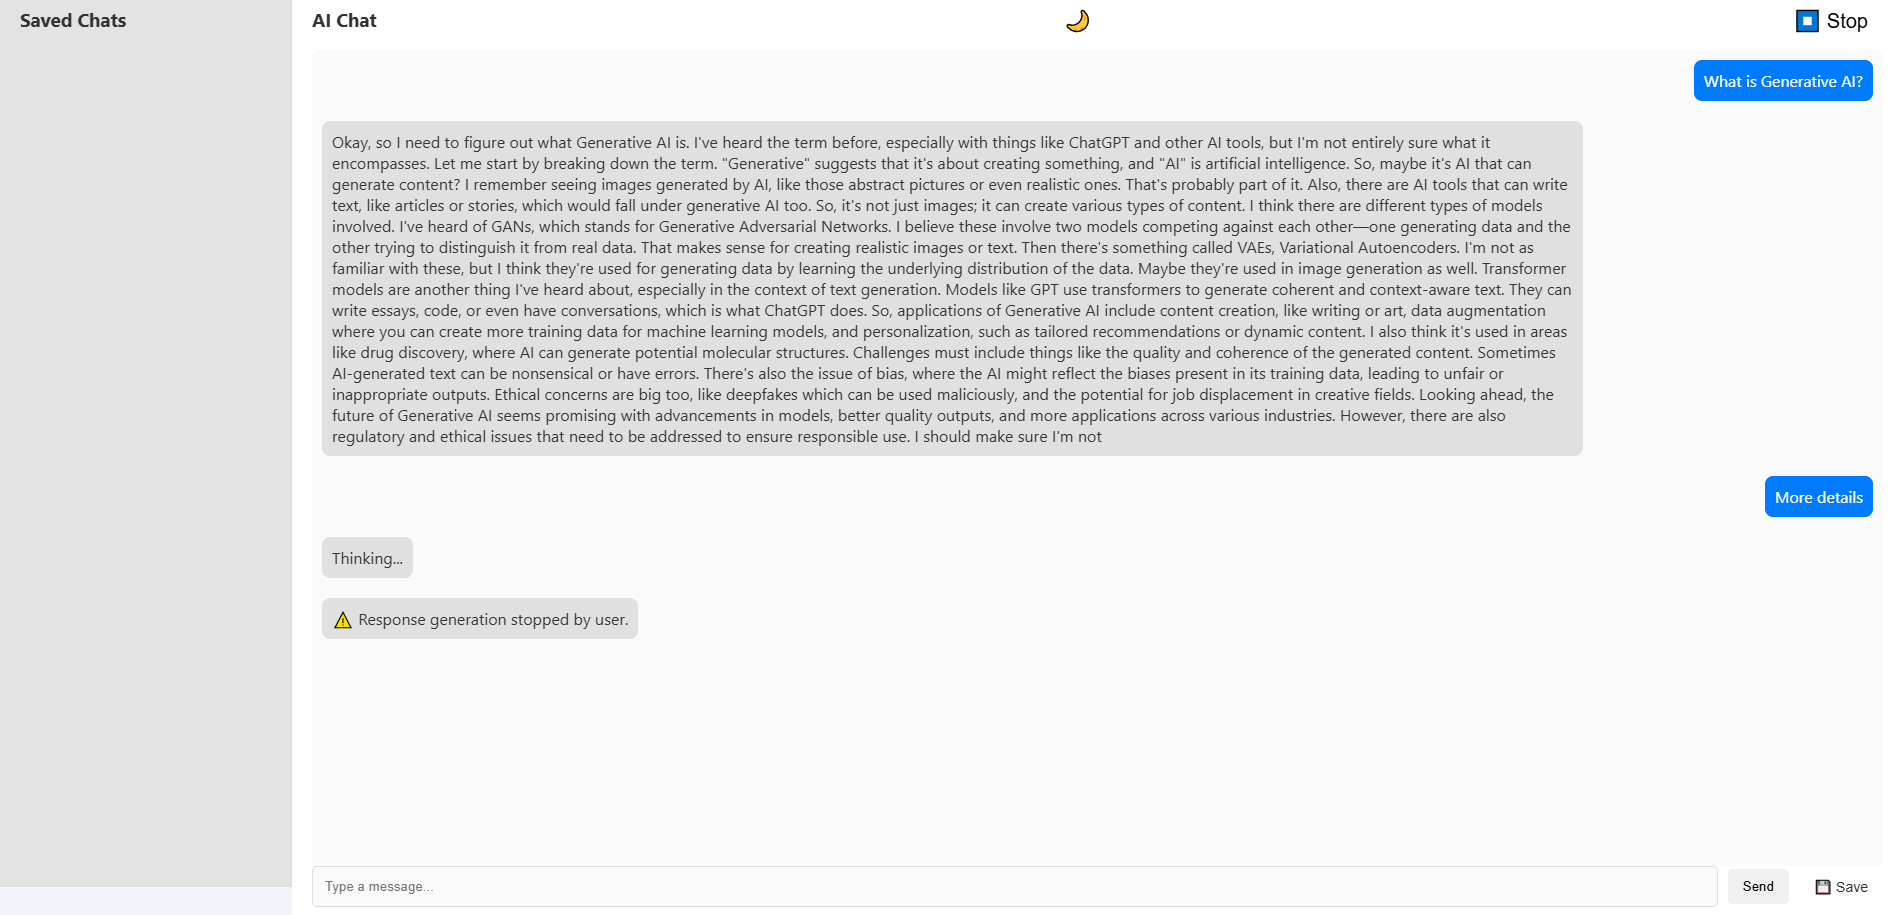 Saved Chats
AI Chat
Stop
What is Generative AI?
Okay, so I need to figure out what Generative AI is. I've heard the term before, especially with things like ChatGPT and other AI tools, but I'm not entirely sure what it
encompasses. Let me start by breaking down the term. "Generative" suggests that it's about creating something, and "AI" is artificial intelligence. So, maybe it's AI that can
generate content? I remember seeing images generated by AI, like those abstract pictures or even realistic ones. That's probably part of it. Also, there are AI tools that can write
text, like articles or stories, which would fall under generative AI too. So, it's not just images; it can create various types of content. I think there are different types of models
involved. I've heard of GANs, which stands for Generative Adversarial Networks. I believe these involve two models competing against each other—one generating data and the
other trying to distinguish it from real data. That makes sense for creating realistic images or text. Then there's something called VAEs, Variational Autoencoders. I'm not as
familiar with these, but I think they're used for generating data by learning the underlying distribution of the data. Maybe they're used in image generation as well. Transformer
models are another thing I've heard about, especially in the context of text generation. Models like GPT use transformers to generate coherent and context-aware text. They can
write essays, code, or even have conversations, which is what ChatGPT does. So, applications of Generative AI include content creation, like writing or art, data augmentation
where you can create more training data for machine learning models, and personalization, such as tailored recommendations or dynamic content. I also think it's used in areas
like drug discovery, where AI can generate potential molecular structures. Challenges must include things like the quality and coherence of the generated content. Sometimes
AI-generated text can be nonsensical or have errors. There's also the issue of bias, where the AI might reflect the biases present in its training data, leading to unfair or
inappropriate outputs. Ethical concerns are big too, like deepfakes which can be used maliciously, and the potential for job displacement in creative fields. Looking ahead, the
future of Generative AI seems promising with advancements in models, better quality outputs, and more applications across various industries. However, there are also
regulatory and ethical issues that need to be addressed to ensure responsible use. I should make sure I'm not
More details
Thinking...
Response generation stopped by user.
Type a message...
Send
Save